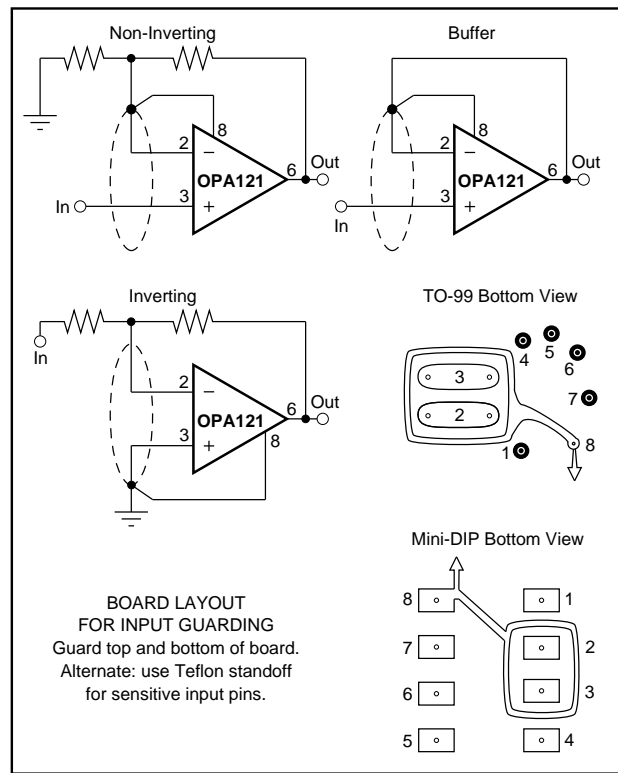 Non-Inverting
8
2
−
OPA121
6
Out
3
+
In
Buffer
8
2
−
OPA121
6
Out
3
+
In
Inverting
In
2
−
OPA121
6
Out
3
+
8
TO-99 Bottom View
4
5
6
3
7
2
1
8
Mini-DIP Bottom View
8
1
7
2
6
3
5
4
BOARD LAYOUT
FOR INPUT GUARDING
Guard top and bottom of board.
Alternate: use Teflon standoff
for sensitive input pins.